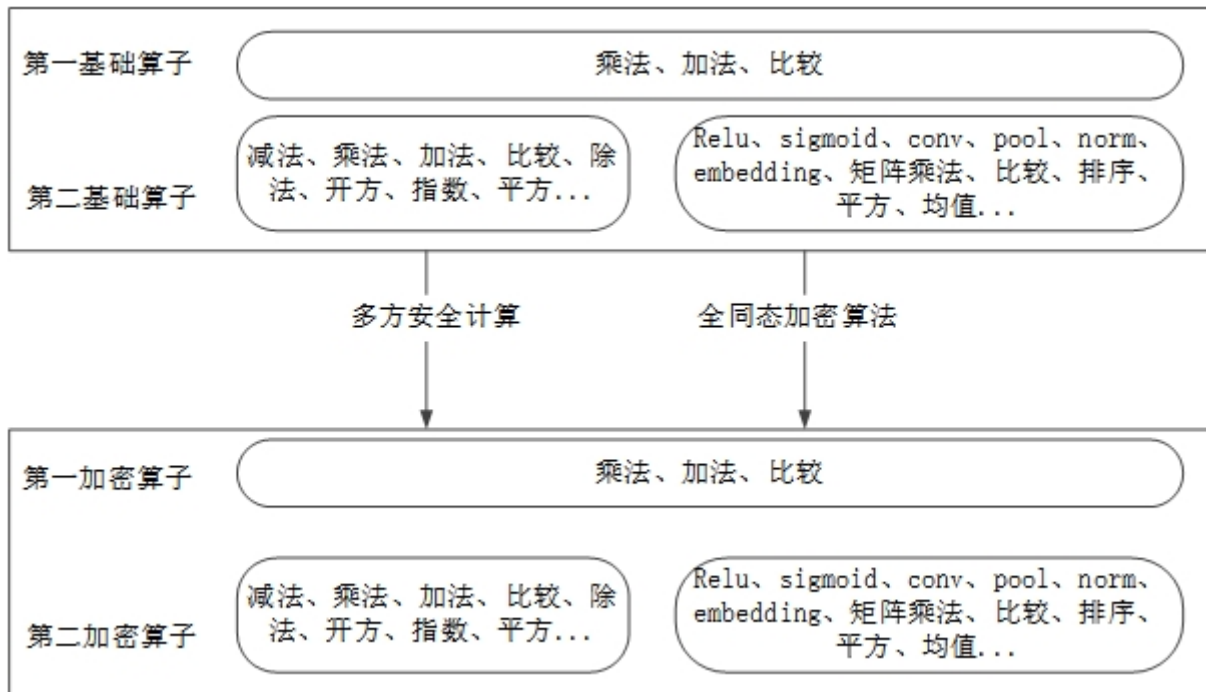 第一基础算子
乘法、加法、比较
第二基础算子
减法、乘法、加法、比较、除
法、开方、指数、平方...
Relu、sigmoid、conv、pool、norm、
embedding、矩阵乘法、比较、排序、
平方、均值...
多方安全计算
全同态加密算法
第一加密算子
乘法、加法、比较
第二加密算子
减法、乘法、加法、比较、除
法、开方、指数、平方...
Relu、sigmoid、conv、pool、norm、
embedding、矩阵乘法、比较、排序、
平方、均值...